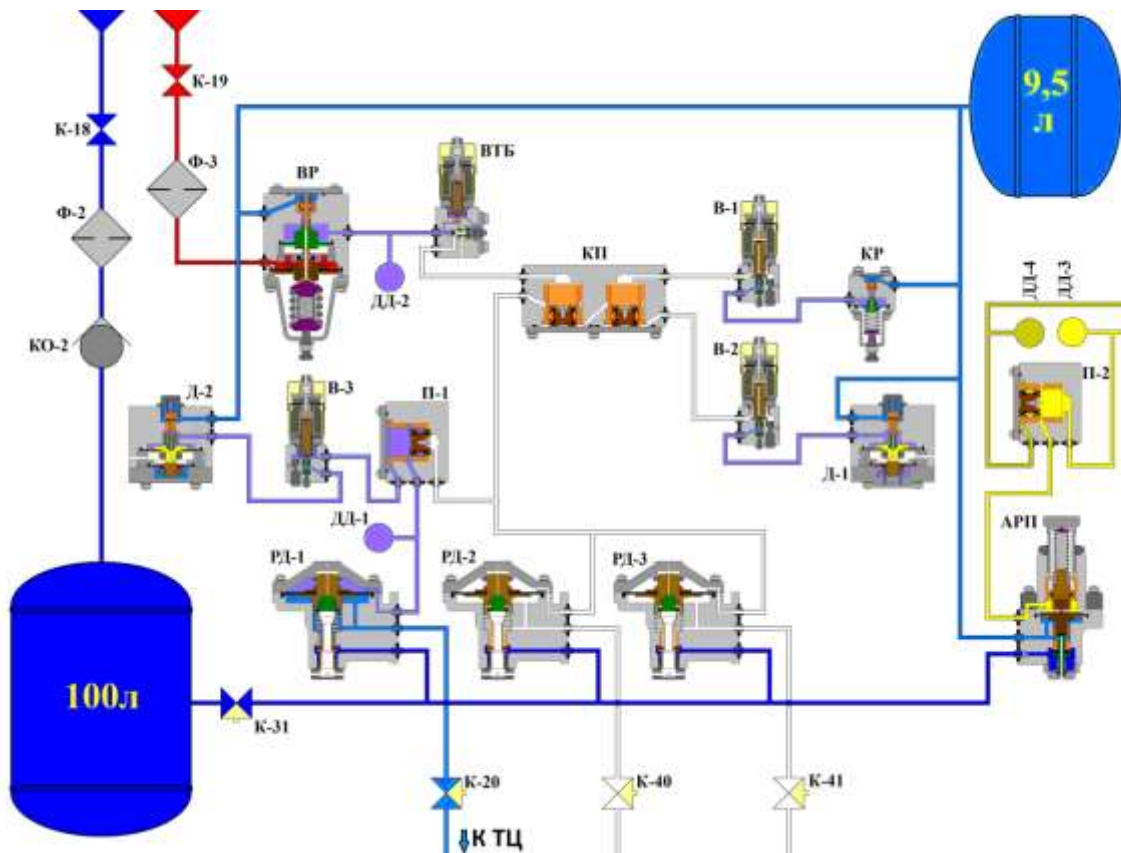 К-19
9,5
л
К-18
Ф-3
ВР
ВТБ
Ф-2
В-1
КП
КР
ДД-2
ДД-4
ДД-3
КО-2
Д-2
В-3
П-1
В-2
П-2
Д-1
ДД-1
АРП
РД-1
РД-2
РД-3
100л
К-31
К-20
К-40
К-41
К ТЦ